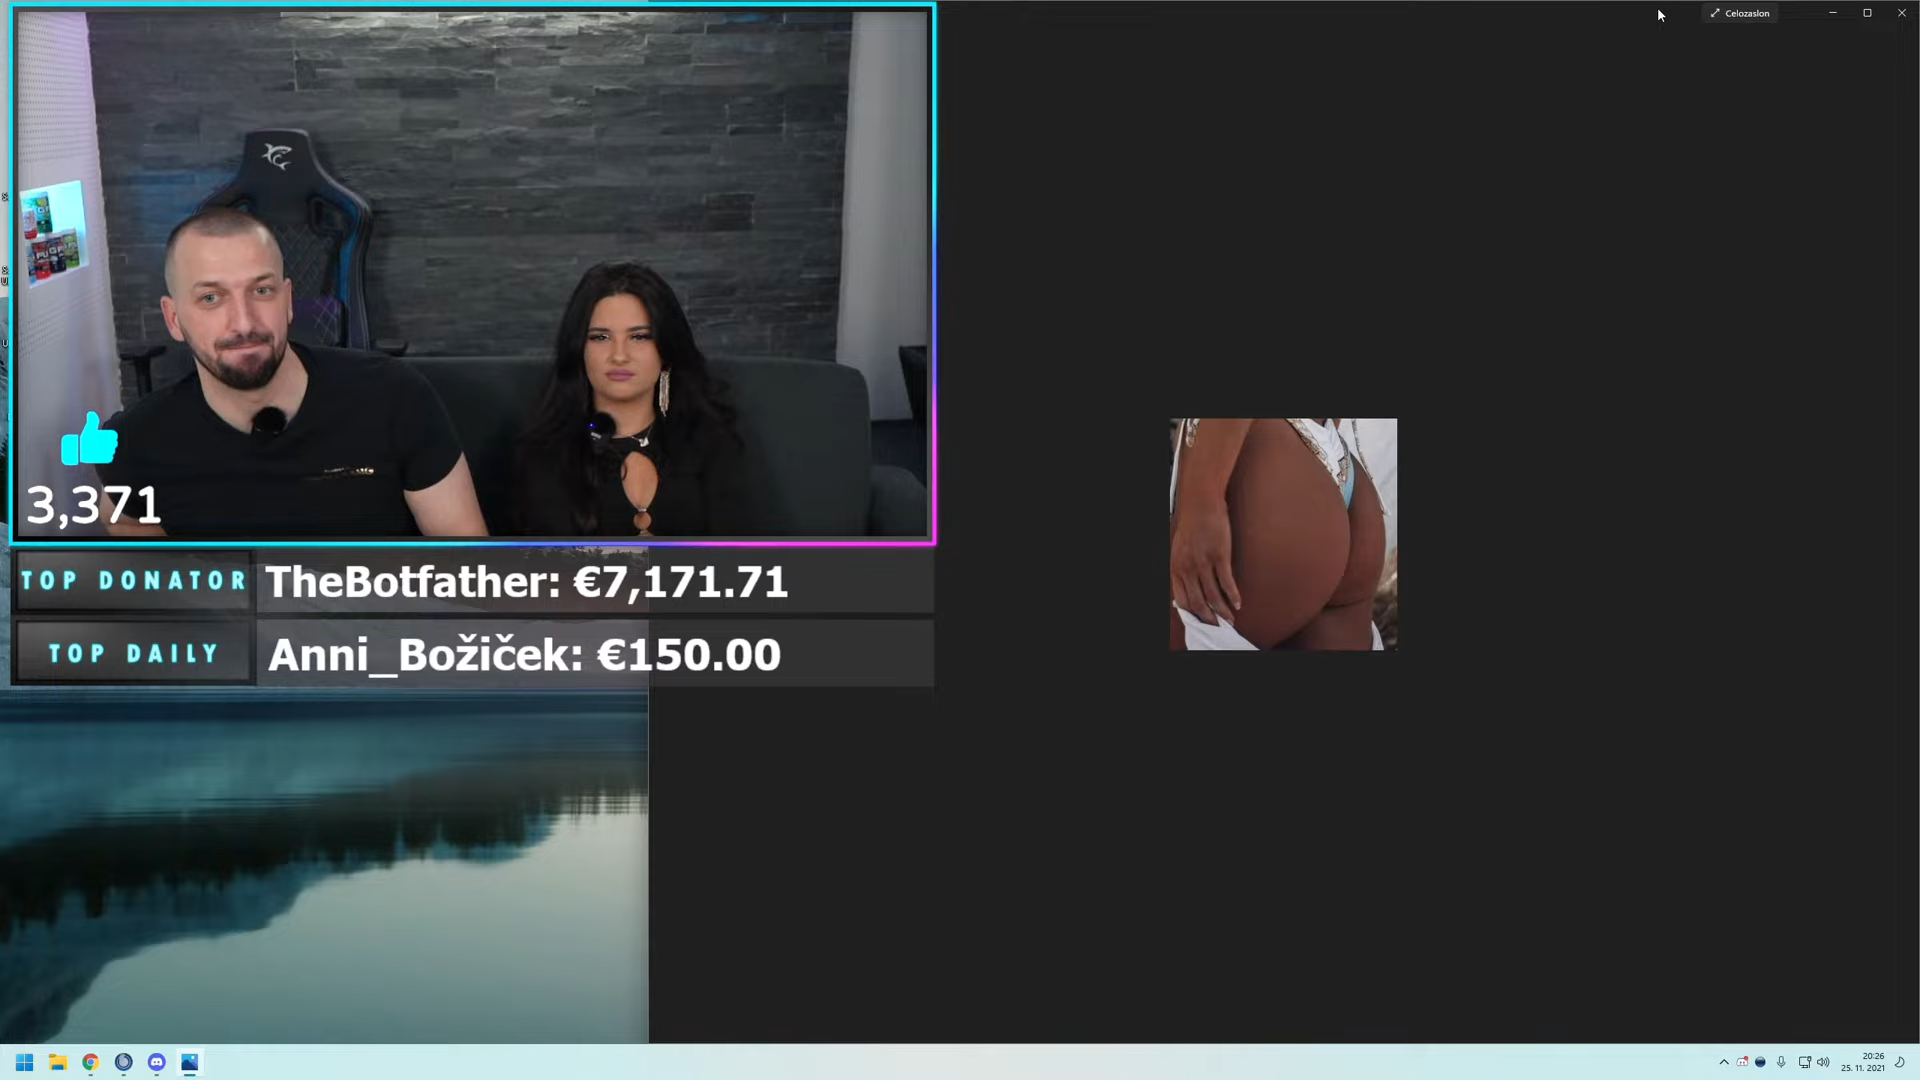 Celozaslon
3,371
TOP DONATOR
TheBotfather: €7,171.71
TOP DAILY
Anni_Božiček: €150.00
20:26
25. 11. 2021